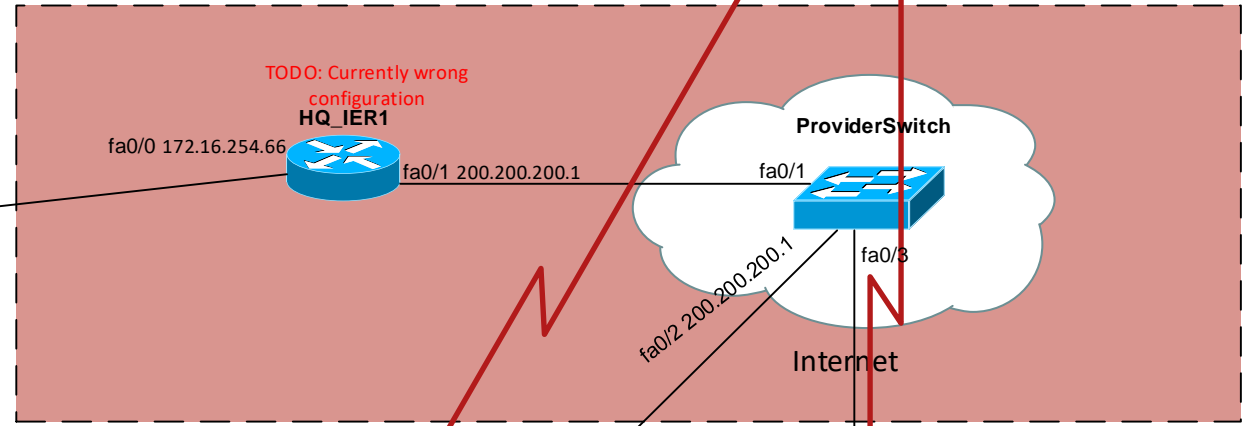 TODO: Currently wrong
configuration
HQ_IER1
fa0/0 172.16.254.66
fa0/1 200.200.200.1
ProviderSwitch
fa0/1
fa0/2 200.200.200.1
fa0/3
Internet